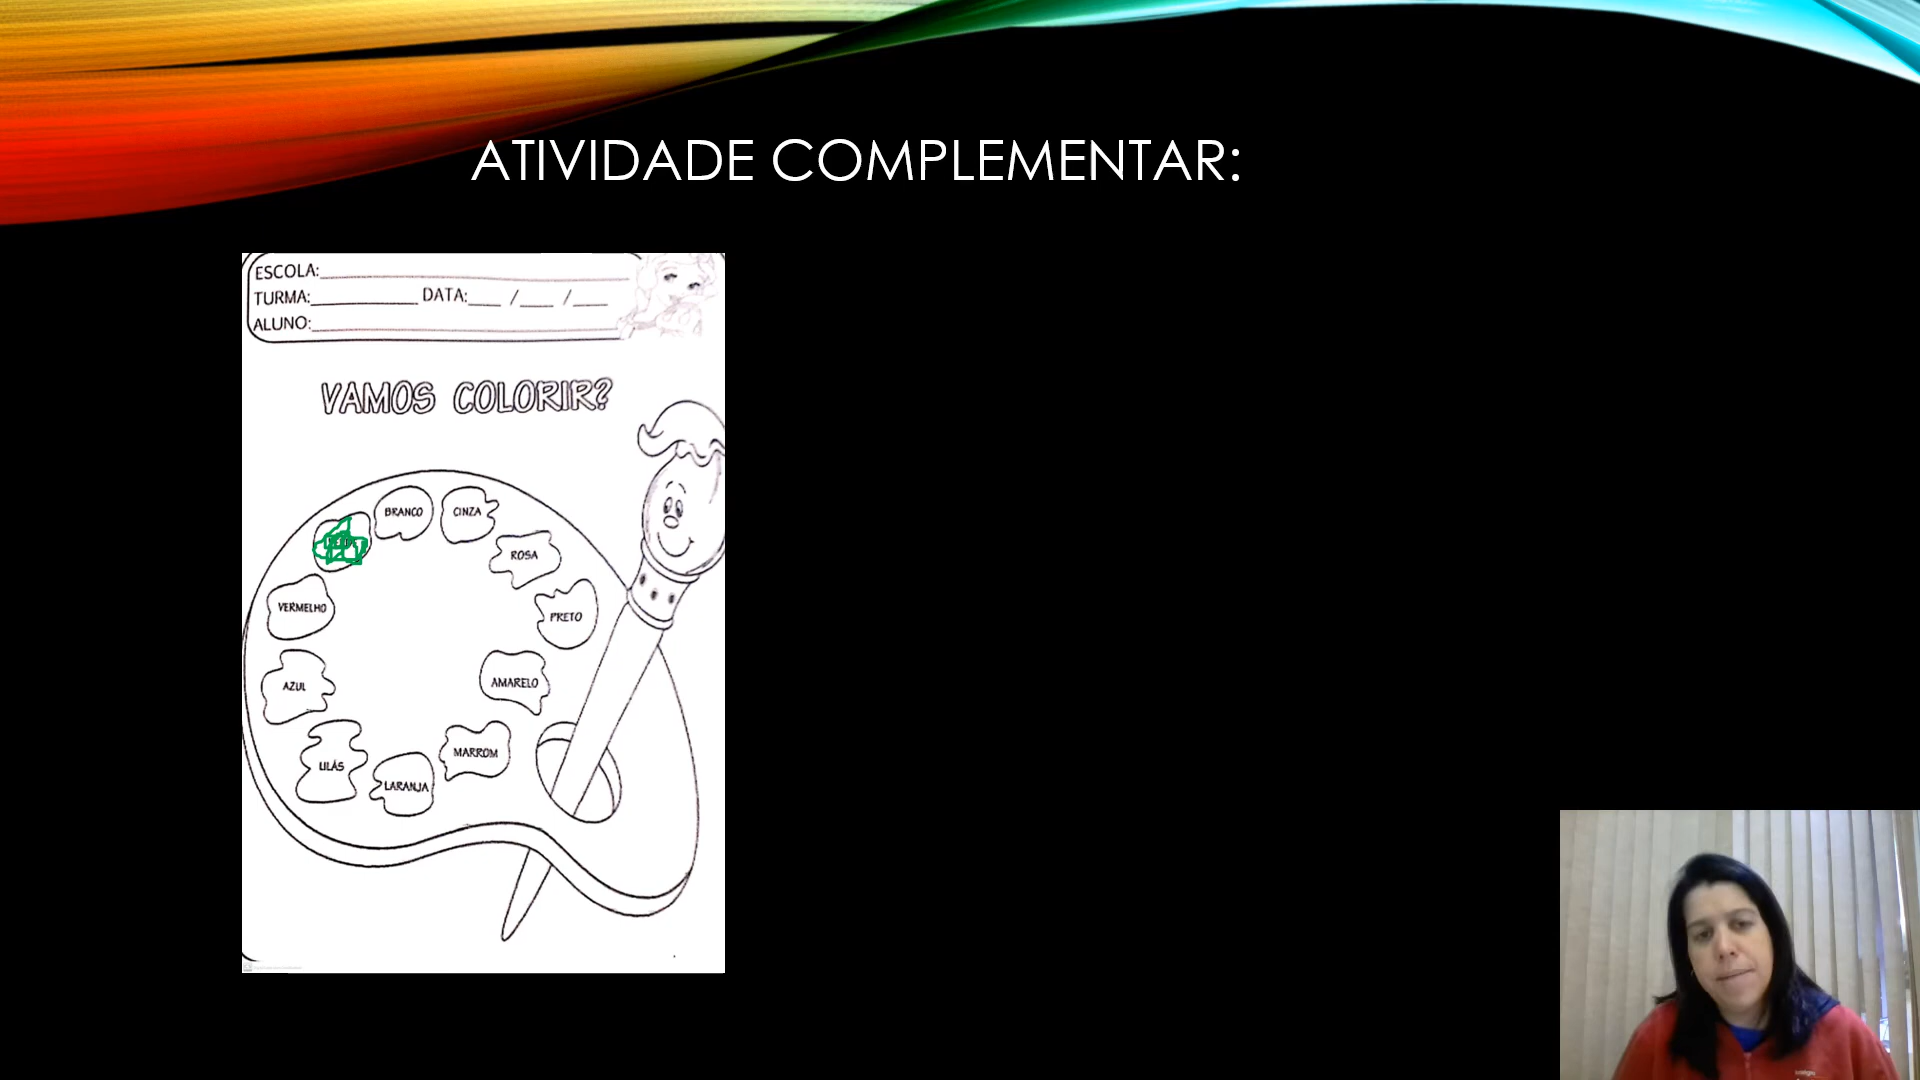 ATIVIDADE COMPLEMENTAR:
ESCOLA:
TURMA: DATA: / /
ALUNO:
VAMOS COLORIR?
BRANCO
CINZA
ROSA
VERMELHO
PRETO
AZUL
AMARELO
LILÁS
MARROM
LARANJA